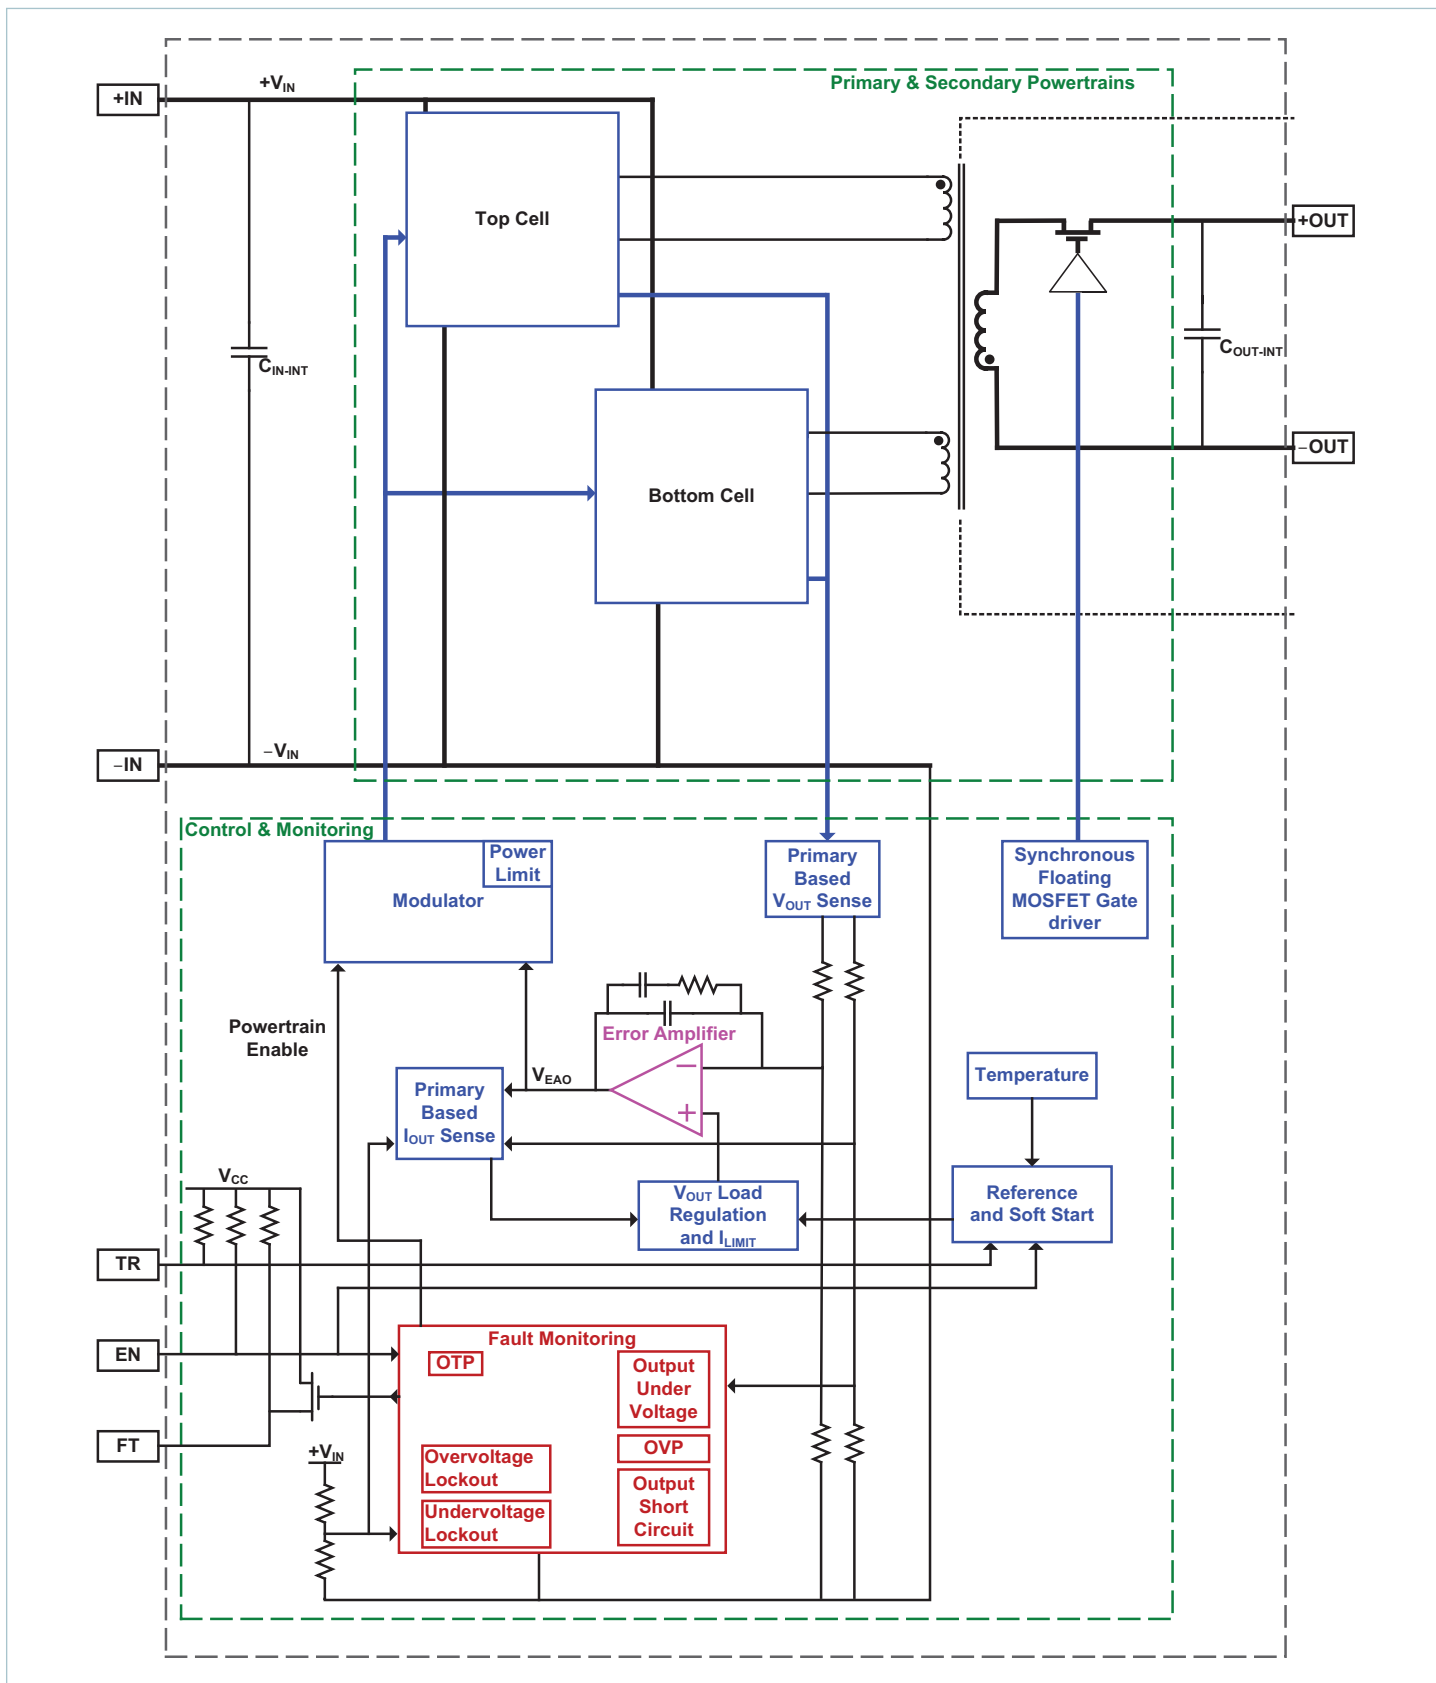 Primary & Secondary Powertrains
+IN
+VIN
Top Cell
+OUT
CIN-INT
COUT-INT
Bottom Cell
−OUT
−IN
−VIN
Control & Monitoring
Modulator
Power
Limit
Primary
Based
VOUT Sense
Synchronous
Floating
MOSFET Gate
driver
Powertrain
Enable
Error Amplifier
−
+
VEAO
Primary
Based
IOUT Sense
Temperature
VCC
VOUT Load
Regulation
and ILIMIT
Reference
and Soft Start
TR
EN
FT
Fault Monitoring
OTP
Output
Under
Voltage
+VIN
Overvoltage
Lockout
OVP
Undervoltage
Lockout
Output
Short
Circuit